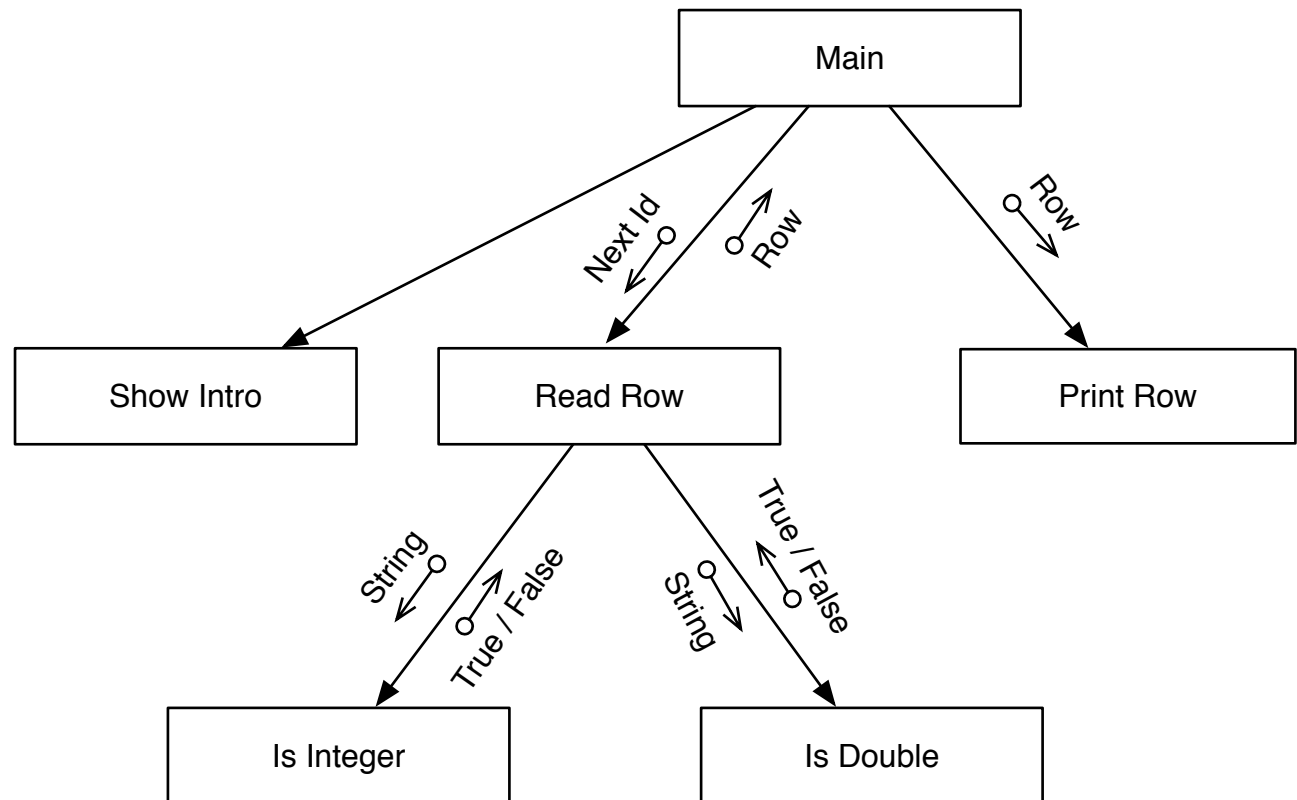 Main
Next Id
Row
Row
Show Intro
Read Row
Print Row
String
True / False
String
True / False
Is Integer
Is Double